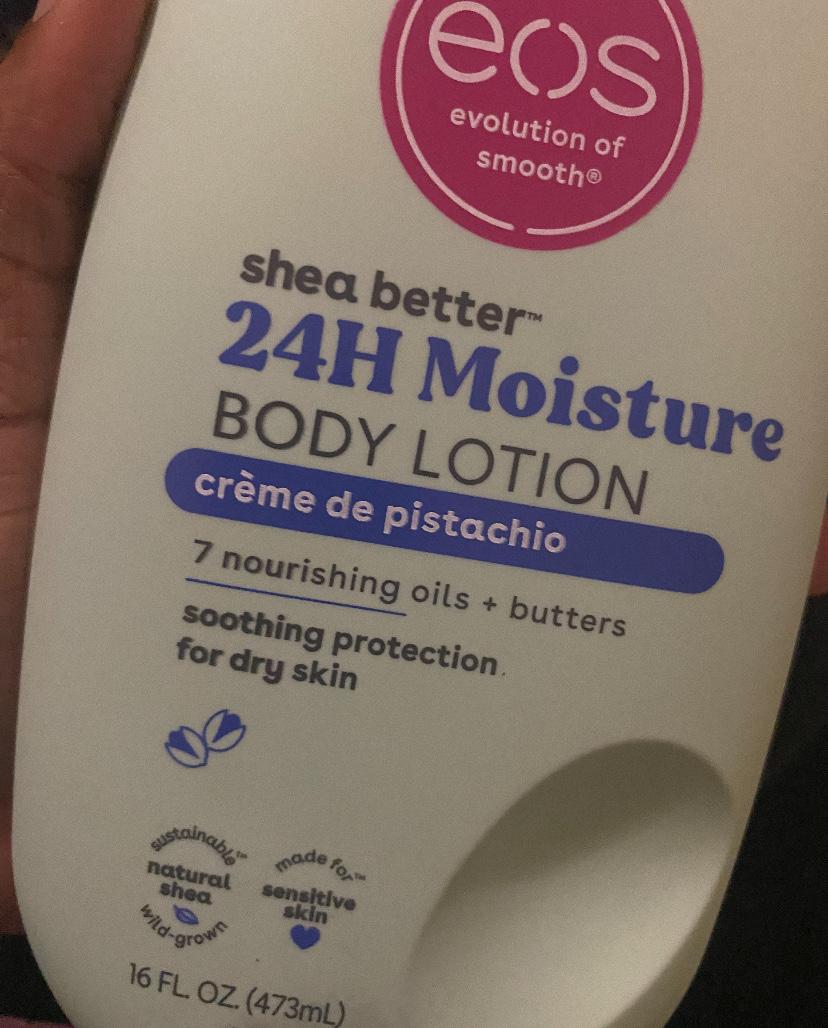 eos
evolution of
smooth®
shea better™
24H Moisture
BODY LOTION
crème de pistachio
7 nourishing oils + butters
soothing protection
for dry skin
sustainable™
natural
shea
wild-grown
made for™
sensitive
skin
16 FL. OZ. (473mL)